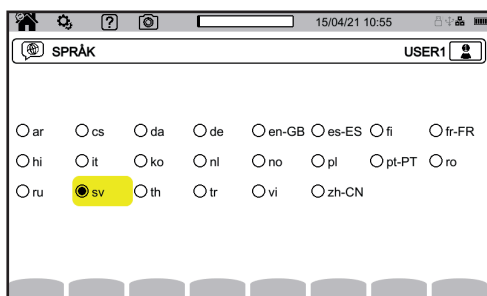 ? 15/04/21 10:55
SPRÅK USER1
ar cs da de en-GB es-ES fi fr-FR
hi it ko nl no pl pt-PT ro
ru sv th tr vi zh-CN